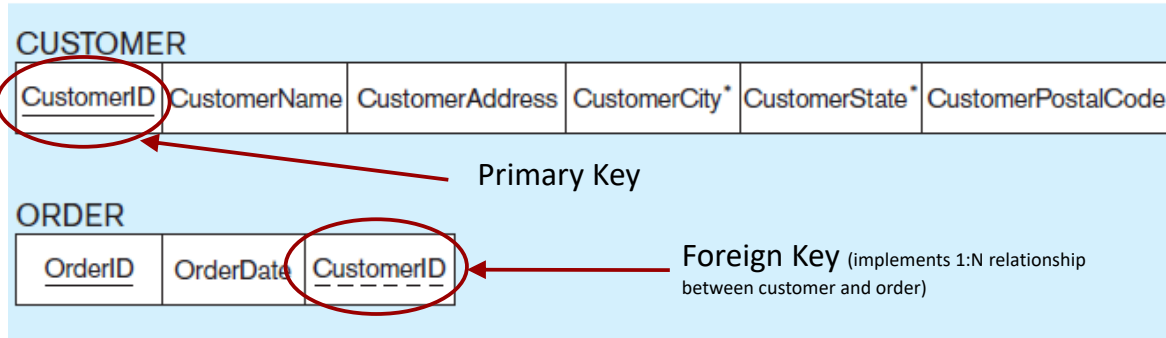 CUSTOMER
CustomerID CustomerName CustomerAddress CustomerCity* CustomerState* CustomerPostalCode
Primary Key
ORDER
OrderID OrderDate CustomerID
Foreign Key (implements 1:N relationship
between customer and order)